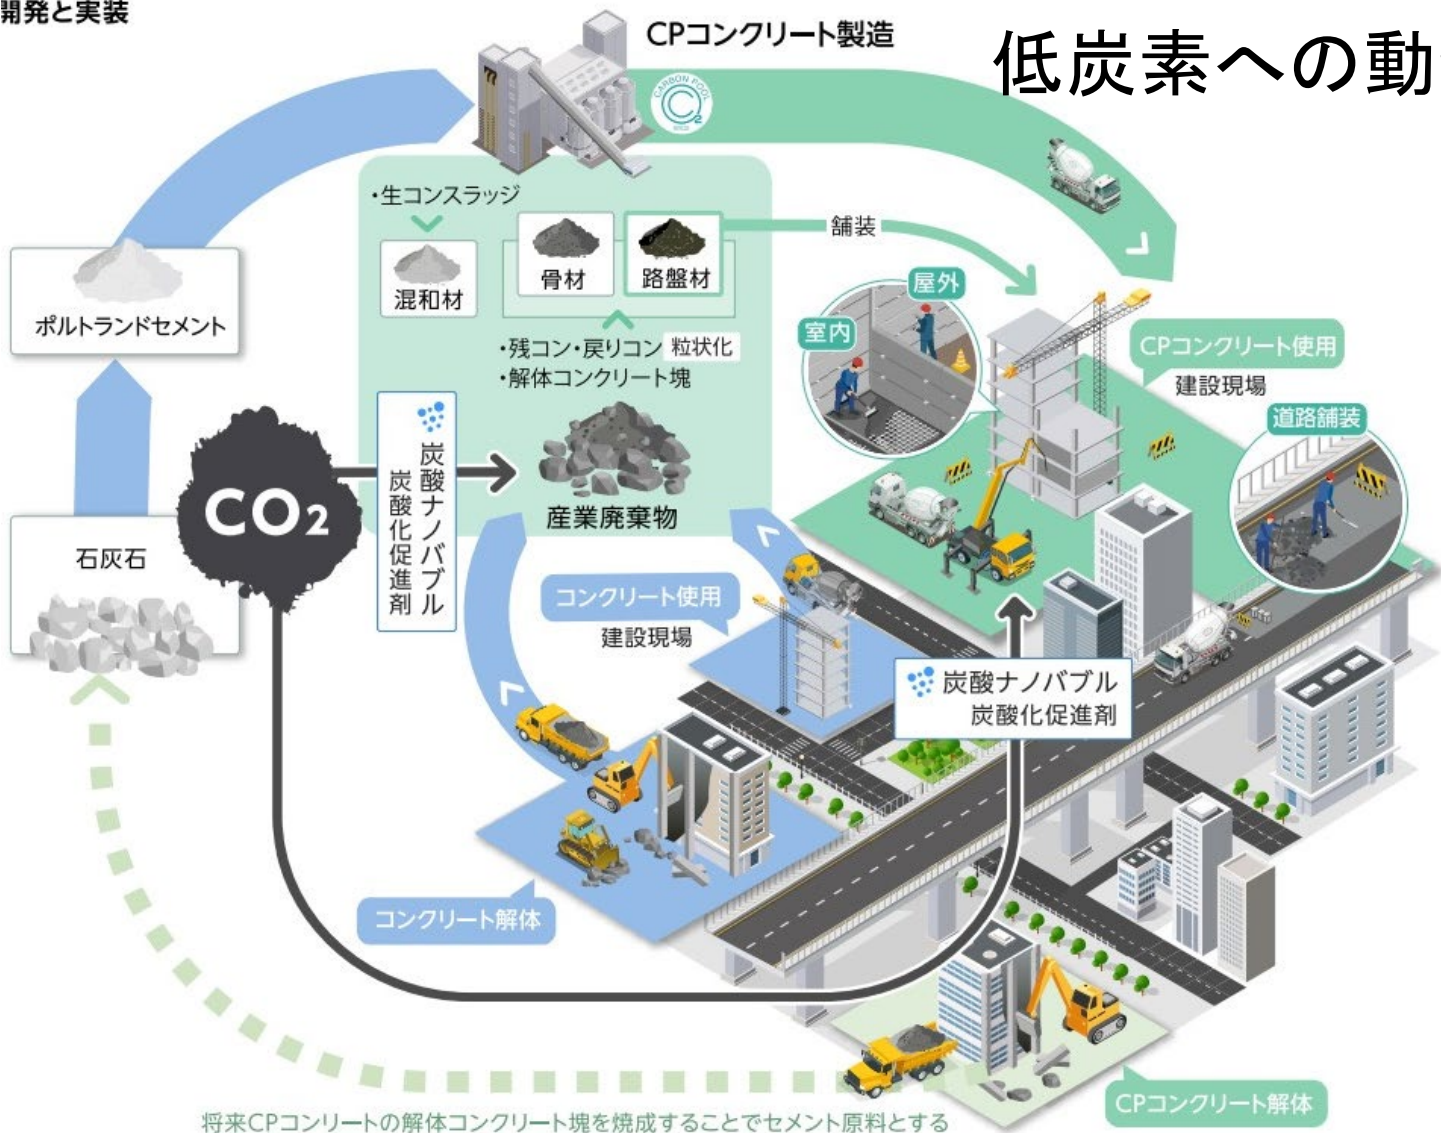 開発と実装
低炭素への動
CPコンクリート製造
CARBON POOL
CO2
・生コンスラッジ
混和材
骨材
路盤材
舗装
・残コン・戻りコン 粒状化
・解体コンクリート塊
ポルトランドセメント
石灰石
CO2
炭酸ナノバブル
炭酸化促進剤
産業廃棄物
屋外
室内
CPコンクリート使用
建設現場
道路舗装
コンクリート使用
建設現場
炭酸ナノバブル
炭酸化促進剤
コンクリート解体
CPコンクリート解体
将来CPコンリートの解体コンクリート塊を焼成することでセメント原料とする